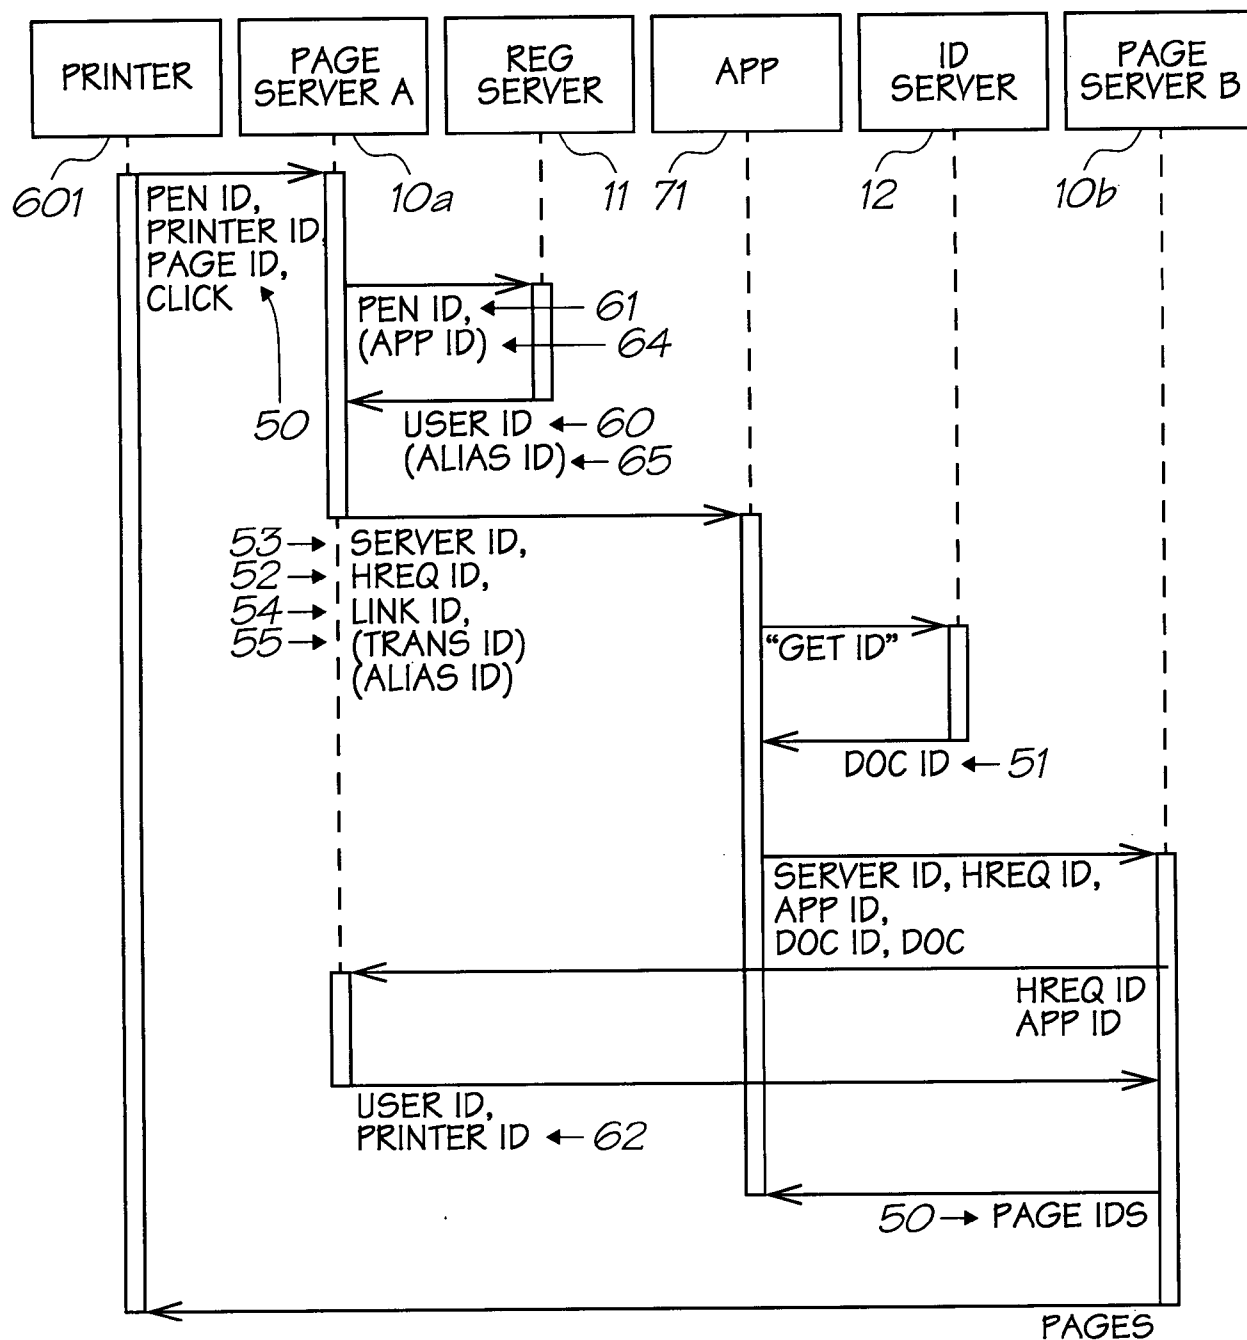 PRINTER
PAGE
SERVER A
REG
SERVER
APP
ID
SERVER
PAGE
SERVER B
601
10a
11
71
12
10b
PEN ID,
PRINTER ID
PAGE ID,
CLICK
50
PEN ID,
61
(APP ID)
64
USER ID
60
(ALIAS ID)
65
53
SERVER ID,
52
HREQ ID,
54
LINK ID,
55
(TRANS ID)
(ALIAS ID)
"GET ID"
DOC ID
51
SERVER ID, HREQ ID,
APP ID,
DOC ID, DOC
HREQ ID
APP ID
USER ID,
PRINTER ID
62
50
PAGE IDS
PAGES